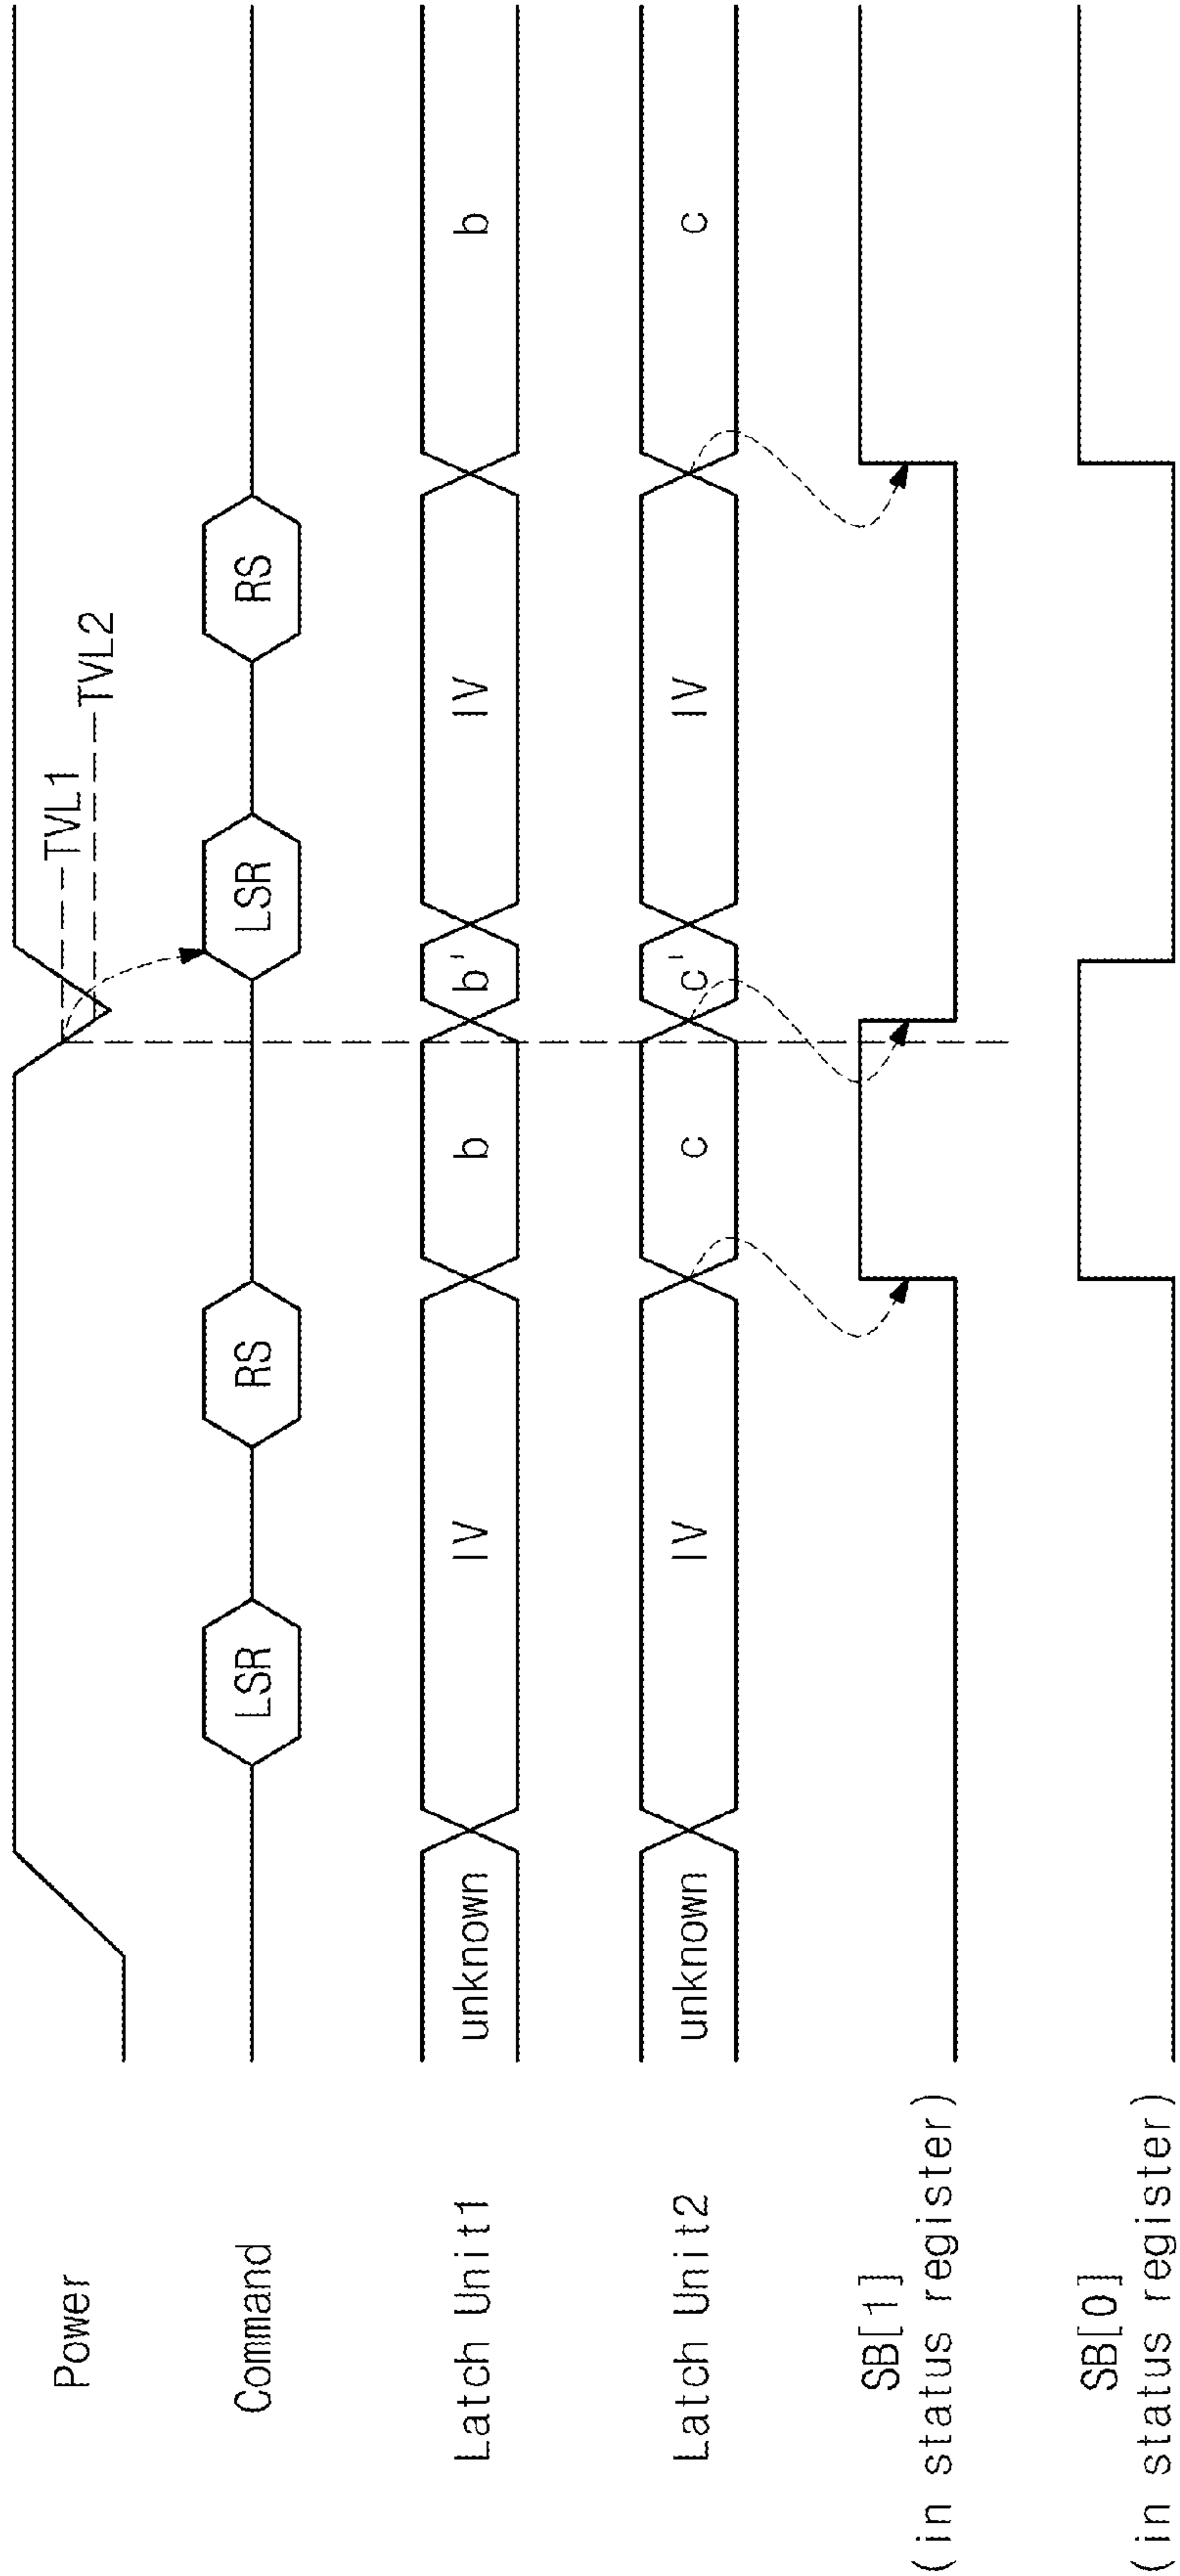 Power
TVL1
TVL2
Command
LSR
RS
LSR
RS
Latch Unit1
unknown
IV
b
b'
IV
b
Latch Unit2
unknown
IV
c
c'
IV
c
SB[1]
(in status register)
SB[0]
(in status register)